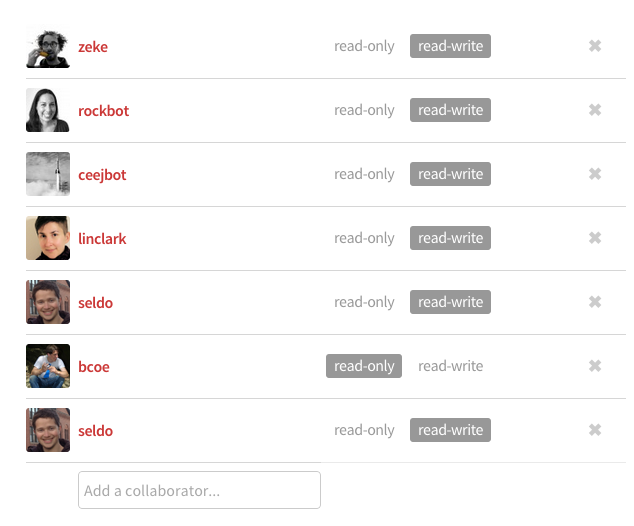 zeke read-only read-write ✖
rockbot read-only read-write ✖
ceejbot read-only read-write ✖
linclark read-only read-write ✖
seldo read-only read-write ✖
bcoe read-only read-write ✖
seldo read-only read-write ✖
Add a collaborator...